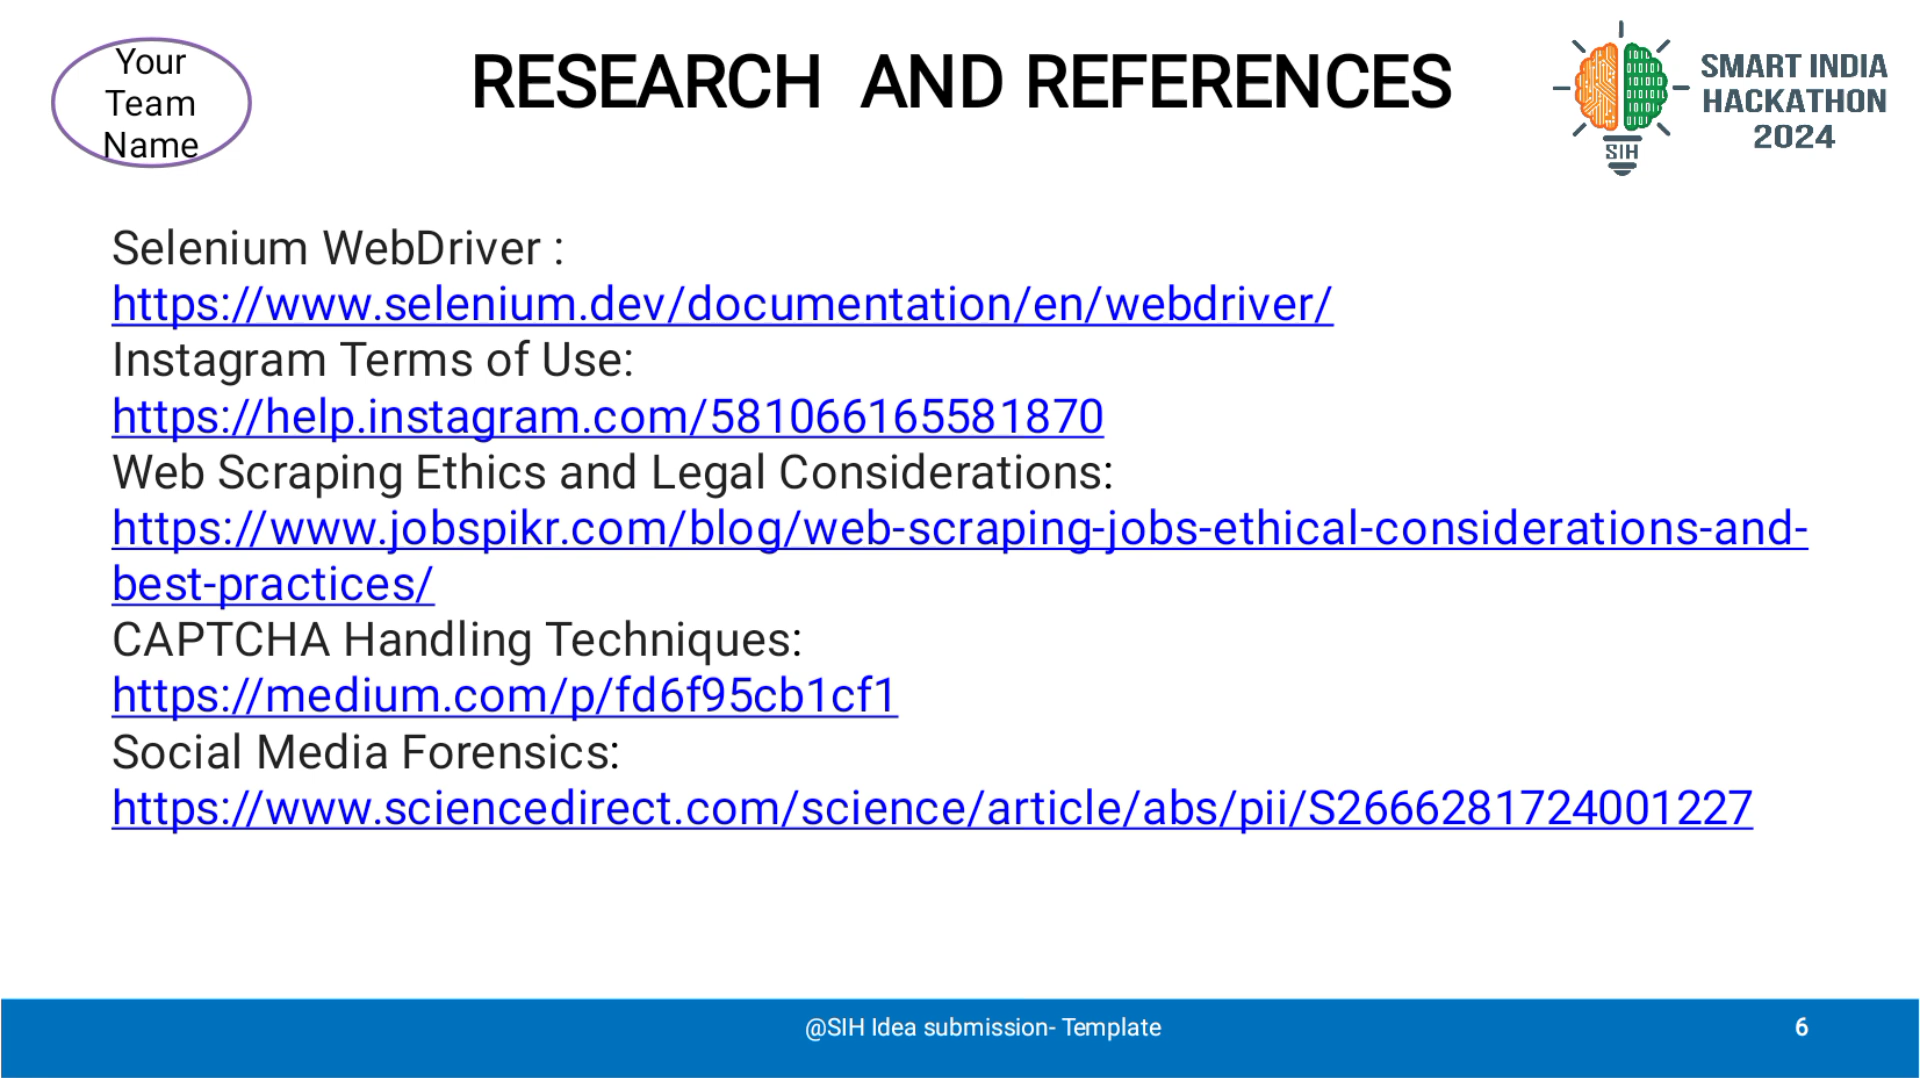 Your
Team
Name
RESEARCH AND REFERENCES
SIH
SMART INDIA
HACKATHON
2024
Selenium WebDriver :
https://www.selenium.dev/documentation/en/webdriver/
Instagram Terms of Use:
https://help.instagram.com/581066165581870
Web Scraping Ethics and Legal Considerations:
https://www.jobspikr.com/blog/web-scraping-jobs-ethical-considerations-and-
best-practices/
CAPTCHA Handling Techniques:
https://medium.com/p/fd6f95cb1cf1
Social Media Forensics:
https://www.sciencedirect.com/science/article/abs/pii/S2666281724001227
@SIH Idea submission- Template
6